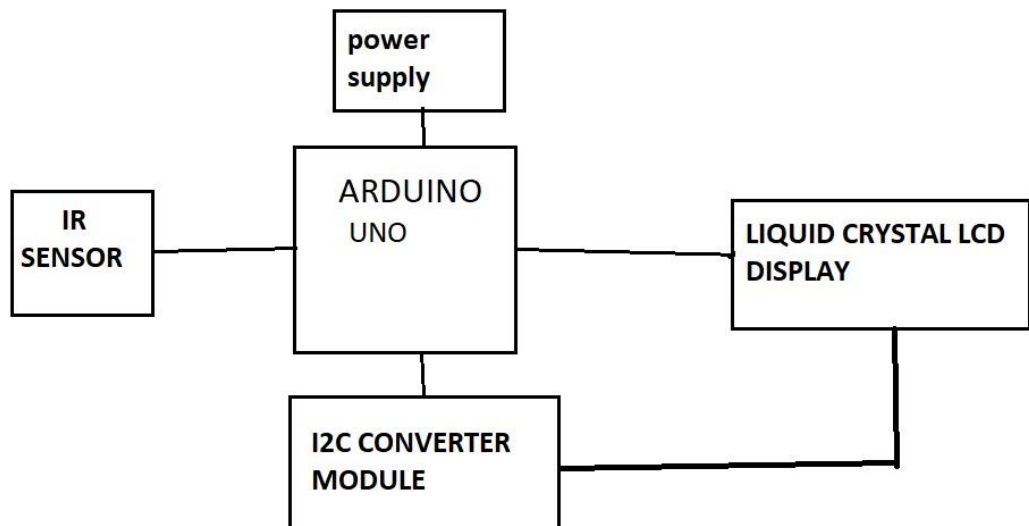 power
supply
ARDUINO
UNO
IR
SENSOR
LIQUID CRYSTAL LCD
DISPLAY
I2C CONVERTER
MODULE